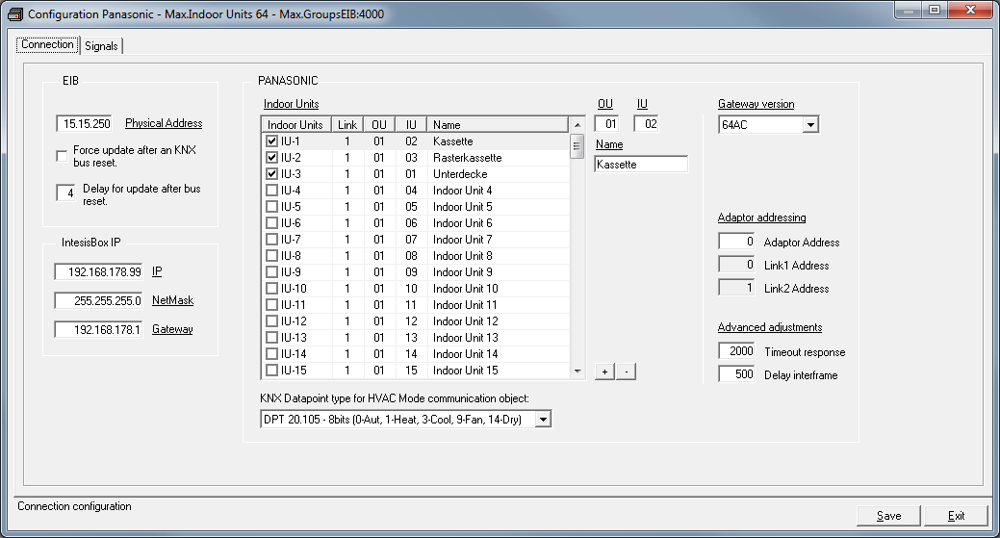 Configuration Panasonic - Max.Indoor Units 64 - Max.GroupsEIB:4000
Connection
Signals
EIB
15.15.250 Physical Address
Force update after an KNX
bus reset.
4 Delay for update after bus
reset.
IntesisBox IP
192.168.178.99 IP
255.255.255.0 NetMask
192.168.178.1 Gateway
PANASONIC
Indoor Units
Indoor Units Link OU IU Name
IU-1 1 01 02 Kassette
IU-2 1 01 03 Rasterkassette
IU-3 1 01 01 Unterdecke
IU-4 1 01 04 Indoor Unit 4
IU-5 1 01 05 Indoor Unit 5
IU-6 1 01 06 Indoor Unit 6
IU-7 1 01 07 Indoor Unit 7
IU-8 1 01 08 Indoor Unit 8
IU-9 1 01 09 Indoor Unit 9
IU-10 1 01 10 Indoor Unit 10
IU-11 1 01 11 Indoor Unit 11
IU-12 1 01 12 Indoor Unit 12
IU-13 1 01 13 Indoor Unit 13
IU-14 1 01 14 Indoor Unit 14
IU-15 1 01 15 Indoor Unit 15
KNX Datapoint type for HVAC Mode communication object:
DPT 20.105 - 8bits (0-Aut, 1-Heat, 3-Cool, 9-Fan, 14-Dry)
OU IU
01 02
Name
Kassette
+ -
Gateway version
64AC
Adaptor addressing
0 Adaptor Address
0 Link1 Address
1 Link2 Address
Advanced adjustments
2000 Timeout response
500 Delay interframe
Connection configuration
Save
Exit